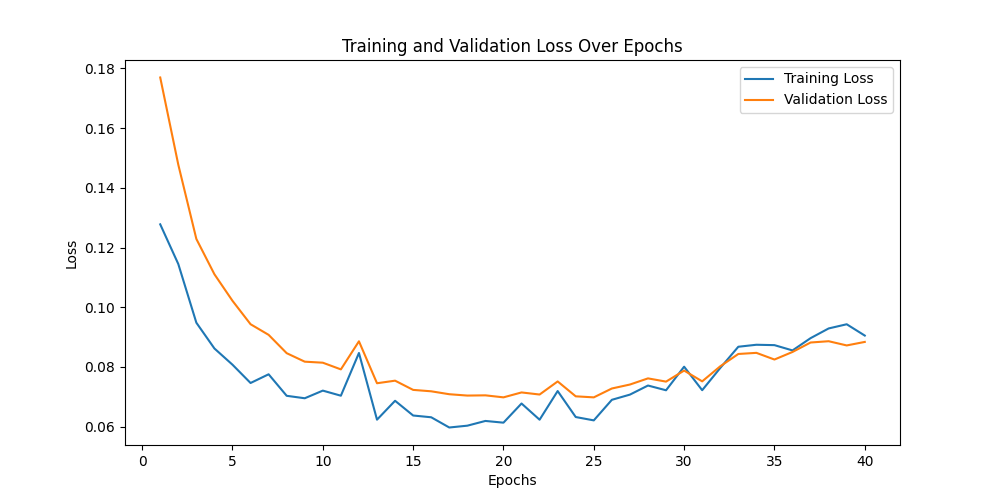 Training and Validation Loss Over Epochs
Training Loss
Validation Loss
0.18
0.16
0.14
0.12
0.10
0.08
0.06
Loss
0 5 10 15 20 25 30 35 40
Epochs